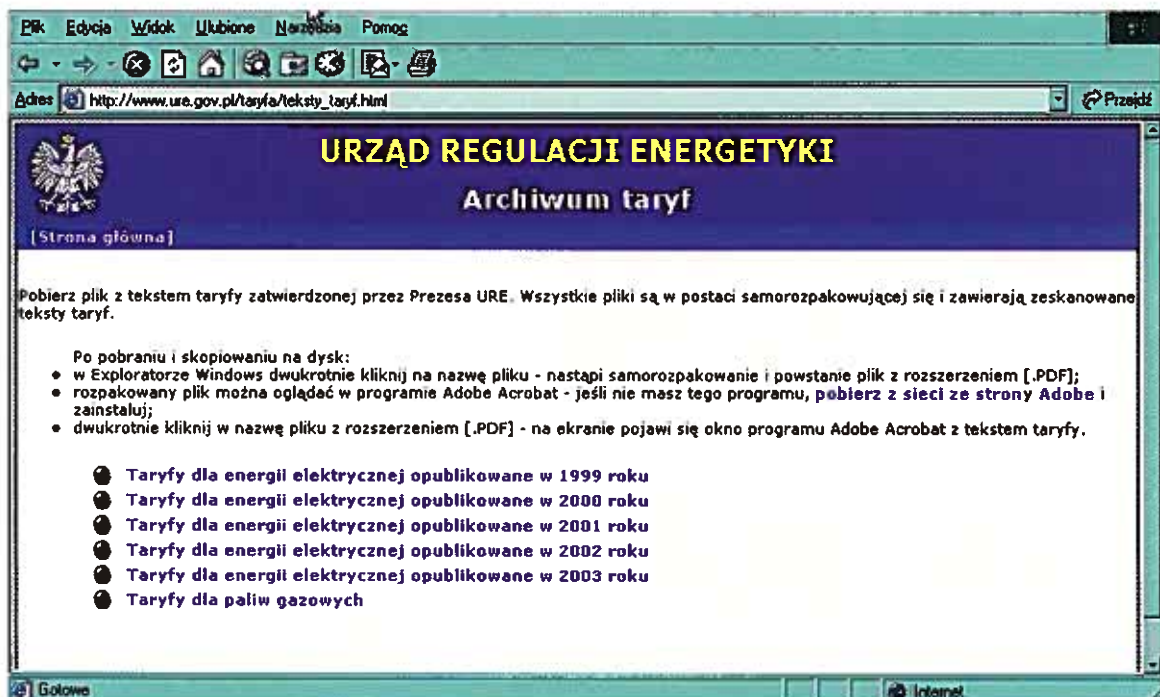 Plik Edycja Widok Ulubione Narzędzia Pomoc
Adres http://www.ure.gov.pl/taryfa/teksty_taryf.html Przejdź
URZĄD REGULACJI ENERGETYKI
Archiwum taryf
[Strona główna]
Pobierz plik z tekstem taryfy zatwierdzonej przez Prezesa URE. Wszystkie pliki są w postaci samorozpakowującej się i zawierają zeskanowane
teksty taryf.
Po pobraniu i skopiowaniu na dysk:
• w Exploratorze Windows dwukrotnie kliknij na nazwę pliku - nastąpi samorozpakowanie i powstanie plik z rozszerzeniem [.PDF];
• rozpakowany plik można oglądać w programie Adobe Acrobat - jeśli nie masz tego programu, pobierz z sieci ze strony Adobe i
zainstaluj;
• dwukrotnie kliknij w nazwę pliku z rozszerzeniem [.PDF] - na ekranie pojawi się okno programu Adobe Acrobat z tekstem taryfy.
Taryfy dla energii elektrycznej opublikowane w 1999 roku
Taryfy dla energii elektrycznej opublikowane w 2000 roku
Taryfy dla energii elektrycznej opublikowane w 2001 roku
Taryfy dla energii elektrycznej opublikowane w 2002 roku
Taryfy dla energii elektrycznej opublikowane w 2003 roku
Taryfy dla paliw gazowych
Gotowe Internet